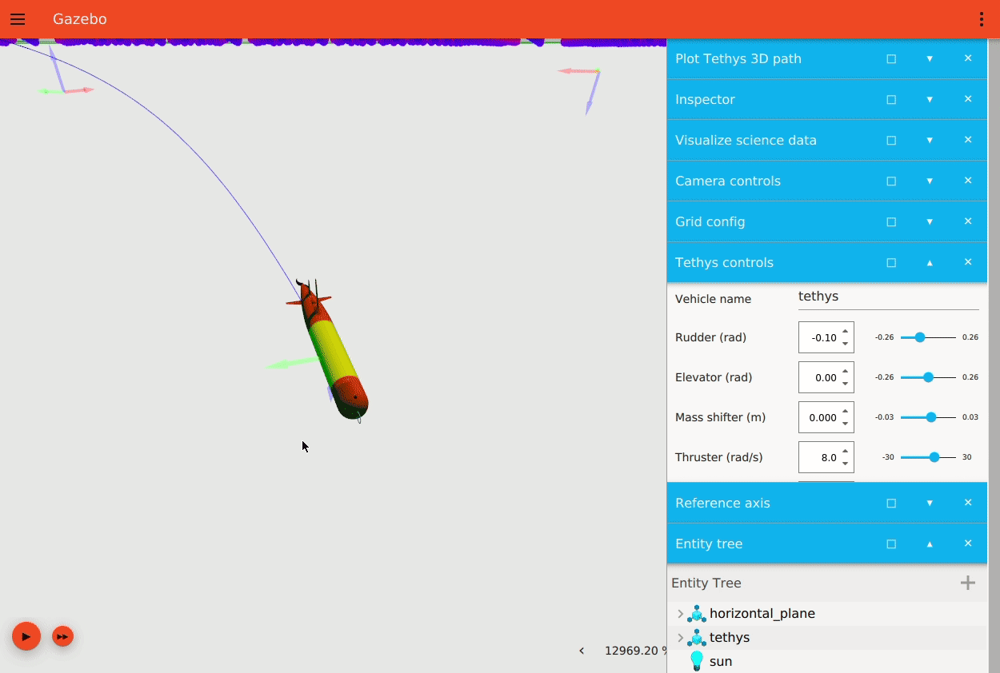 Gazebo
Plot Tethys 3D path
Inspector
Visualize science data
Camera controls
Grid config
Tethys controls
Vehicle name tethys
Rudder (rad) -0.10 -0.26 0.26
Elevator (rad) 0.00 -0.26 0.26
Mass shifter (m) 0.000 -0.03 0.03
Thruster (rad/s) 8.0 -30 30
Reference axis
Entity tree
Entity Tree
horizontal_plane
tethys
sun
12969.20 %